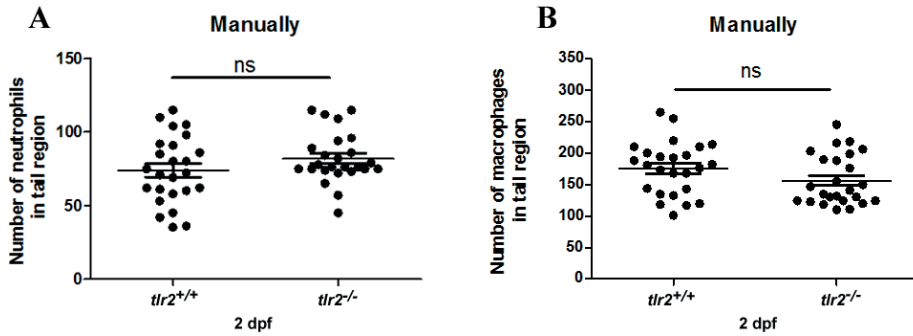 A
Manually
Number of neutrophils
in tail region
150
100
50
0
ns
tlr2+/+
tlr2-/-
2 dpf
B
Manually
Number of macrophages
in tail region
350
300
250
200
150
100
50
0
ns
tlr2+/+
tlr2-/-
2 dpf